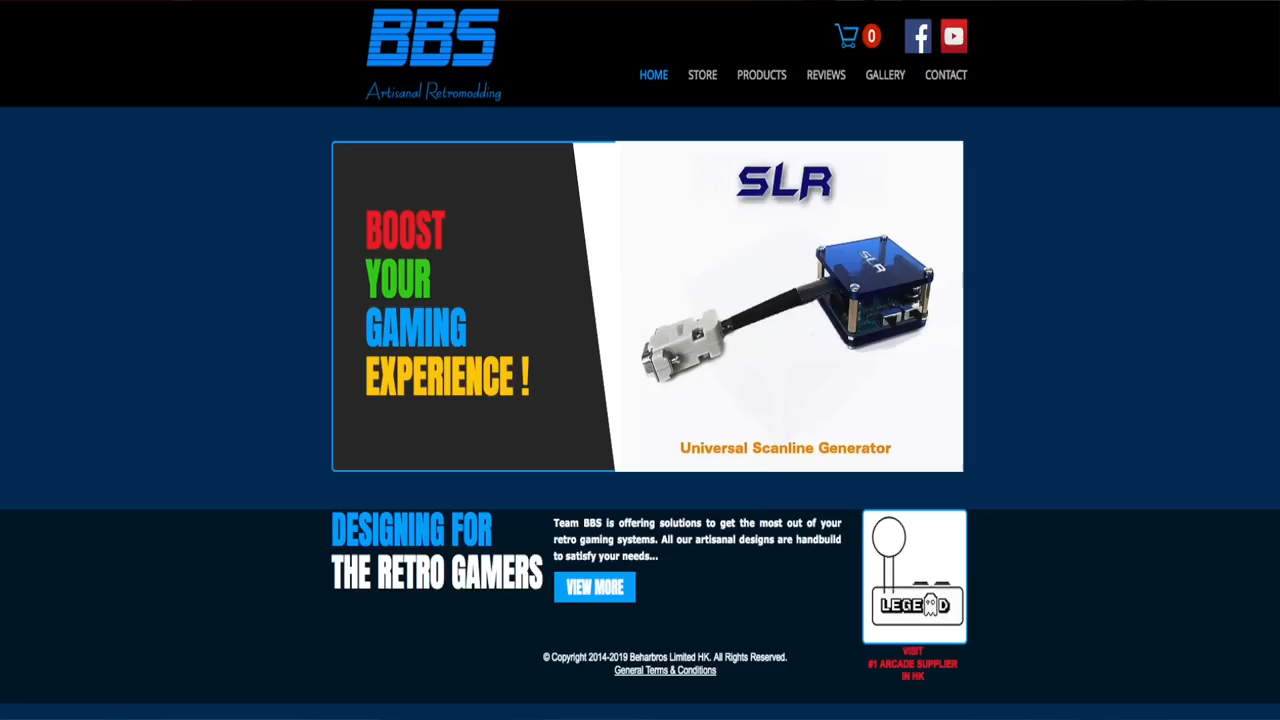 BBS
Artisanal Retromodding
0
HOME STORE PRODUCTS REVIEWS GALLERY CONTACT
BOOST
YOUR
GAMING
EXPERIENCE !
SLR
SLR
Universal Scanline Generator
DESIGNING FOR
THE RETRO GAMERS
Team BBS is offering solutions to get the most out of your
retro gaming systems. All our artisanal designs are handbuild
to satisfy your needs...
VIEW MORE
LEGEND
VISIT
#1 ARCADE SUPPLIER
IN HK
© Copyright 2014-2019 Beharbros Limited HK. All Rights Reserved.
General Terms & Conditions